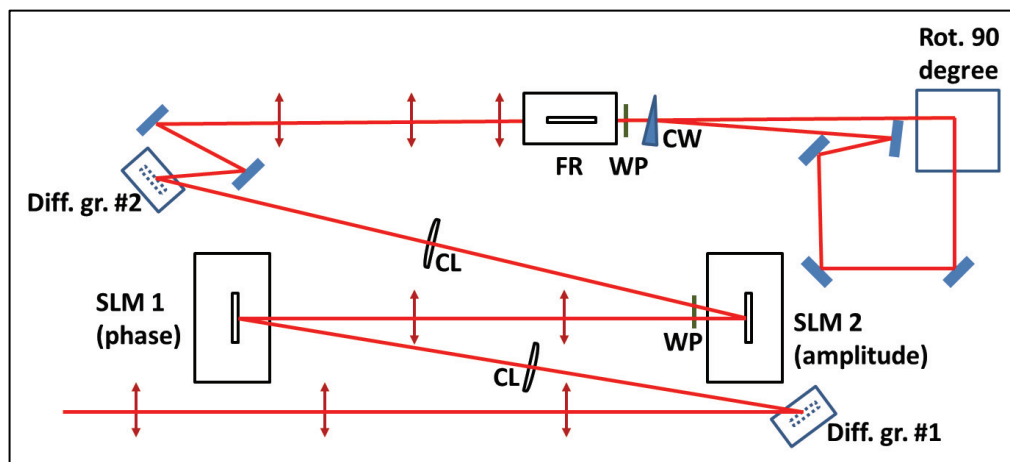 Rot. 90
degree
FR
WP
CW
Diff. gr. #2
CL
SLM 1
(phase)
WP
SLM 2
(amplitude)
CL
Diff. gr. #1